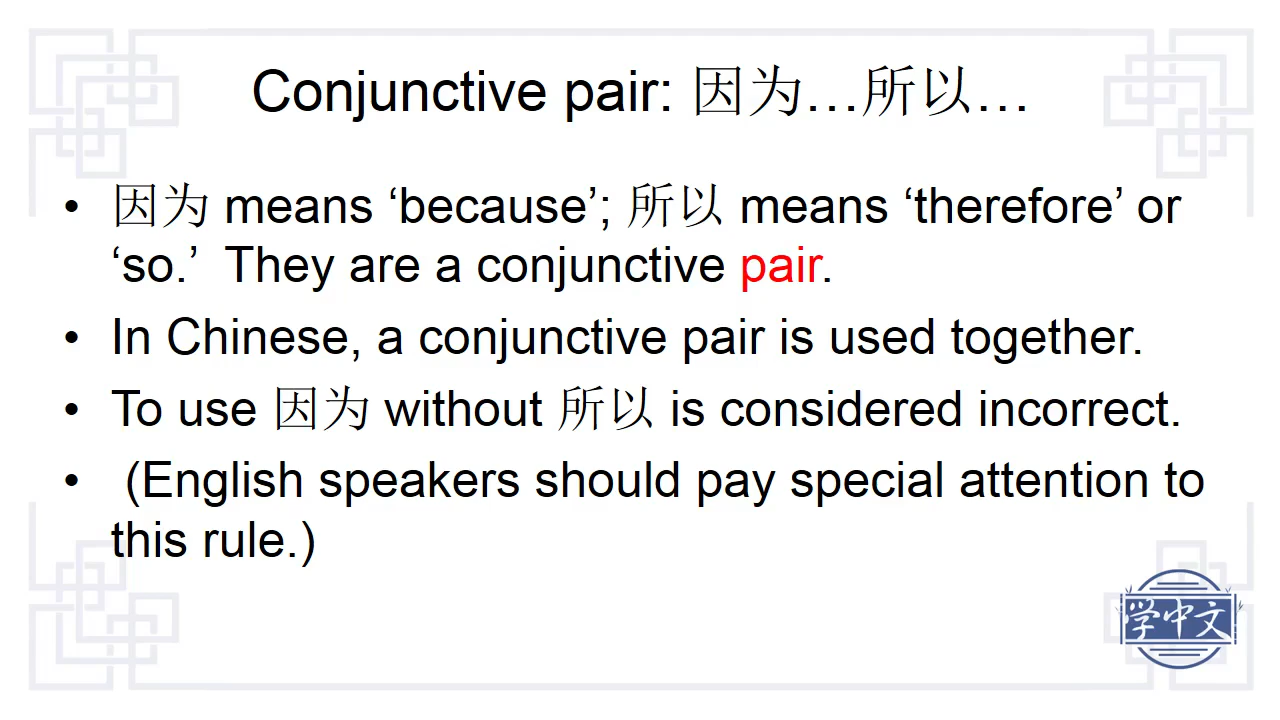 Conjunctive pair: 因为…所以…
• 因为 means ‘because’; 所以 means ‘therefore’ or
‘so.’  They are a conjunctive pair.
• In Chinese, a conjunctive pair is used together.
• To use 因为 without 所以 is considered incorrect.
•  (English speakers should pay special attention to
this rule.)
学中文